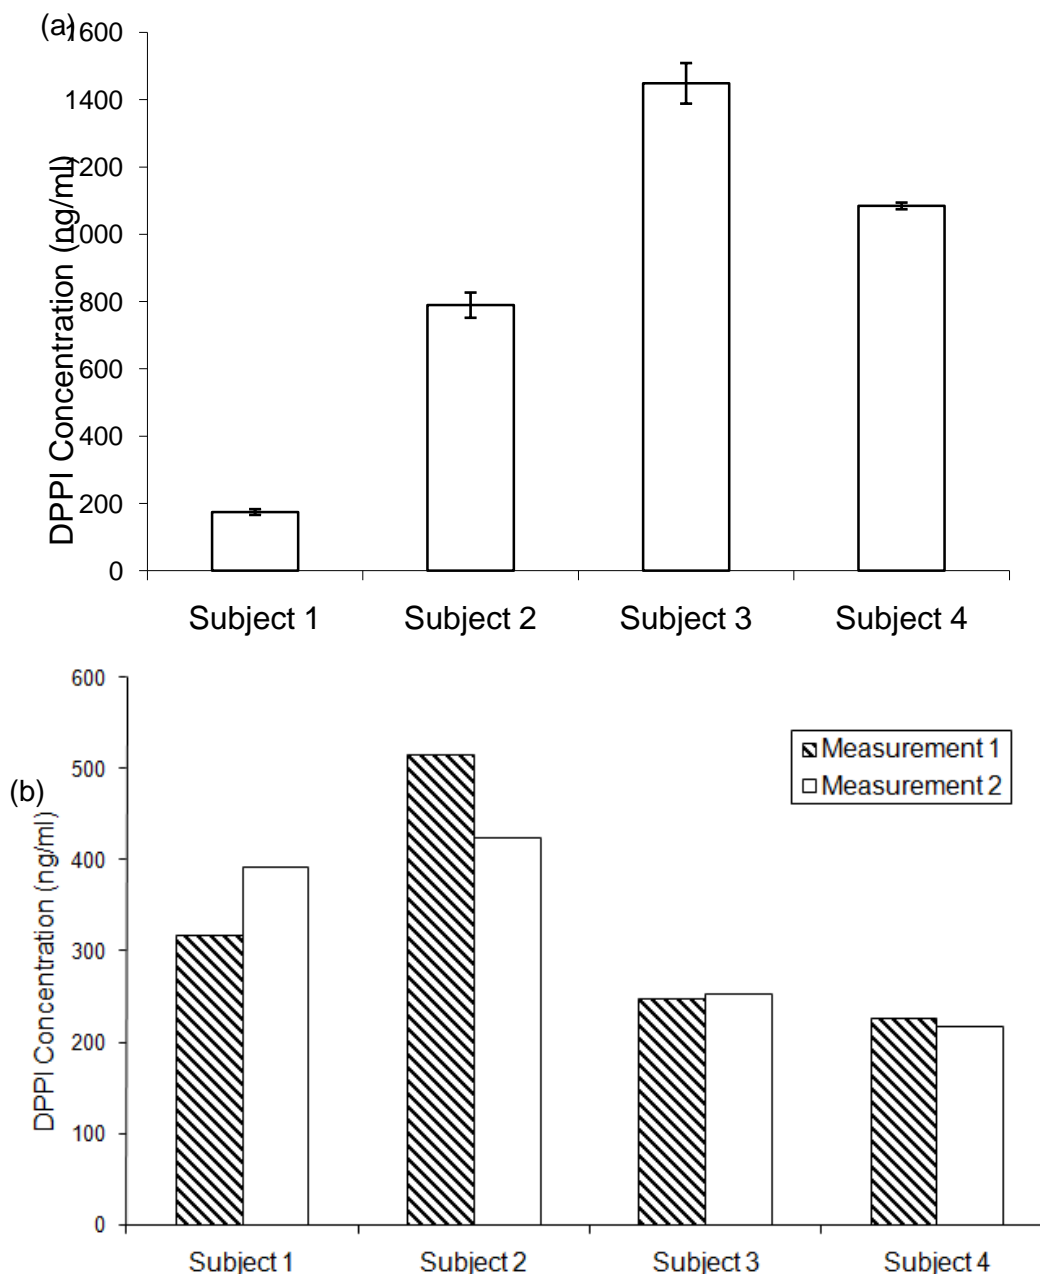 (a)
1600
1400
1200
1000
800
600
400
200
0
DPPI Concentration (ng/ml)
Subject 1 Subject 2 Subject 3 Subject 4
(b)
600
500
400
300
200
100
0
DPPI Concentration (ng/ml)
Measurement 1
Measurement 2
Subject 1 Subject 2 Subject 3 Subject 4